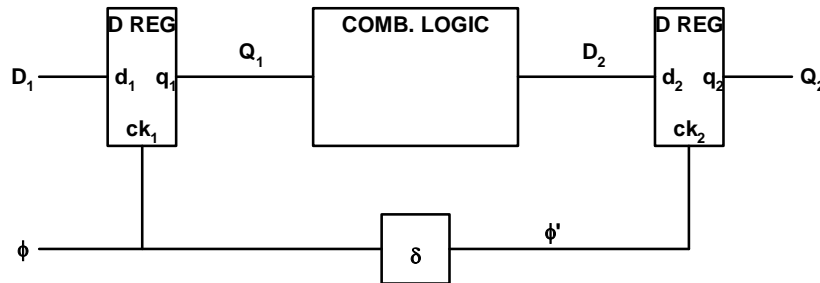 D REG
COMB. LOGIC
D REG
D₁
d₁
q₁
Q₁
D₂
d₂
q₂
Q₂
ck₁
ck₂
ϕ
δ
ϕ'